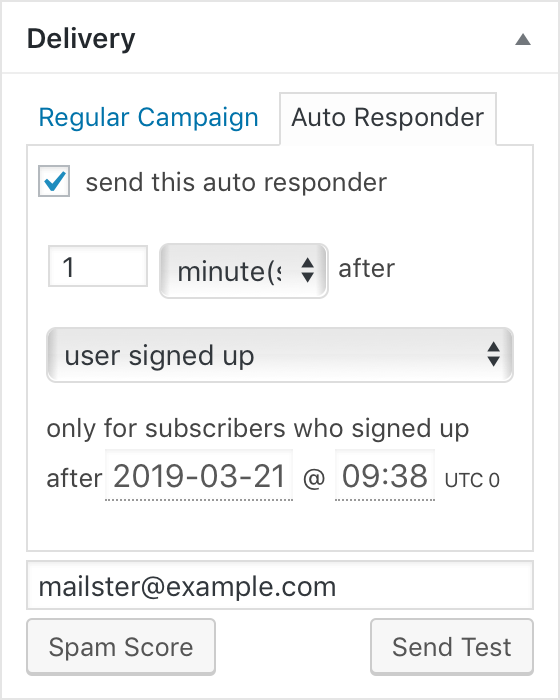 Delivery
Regular Campaign Auto Responder
send this auto responder
1 minute(s after
user signed up
only for subscribers who signed up
after 2019-03-21 @ 09:38 UTC 0
mailster@example.com
Spam Score Send Test